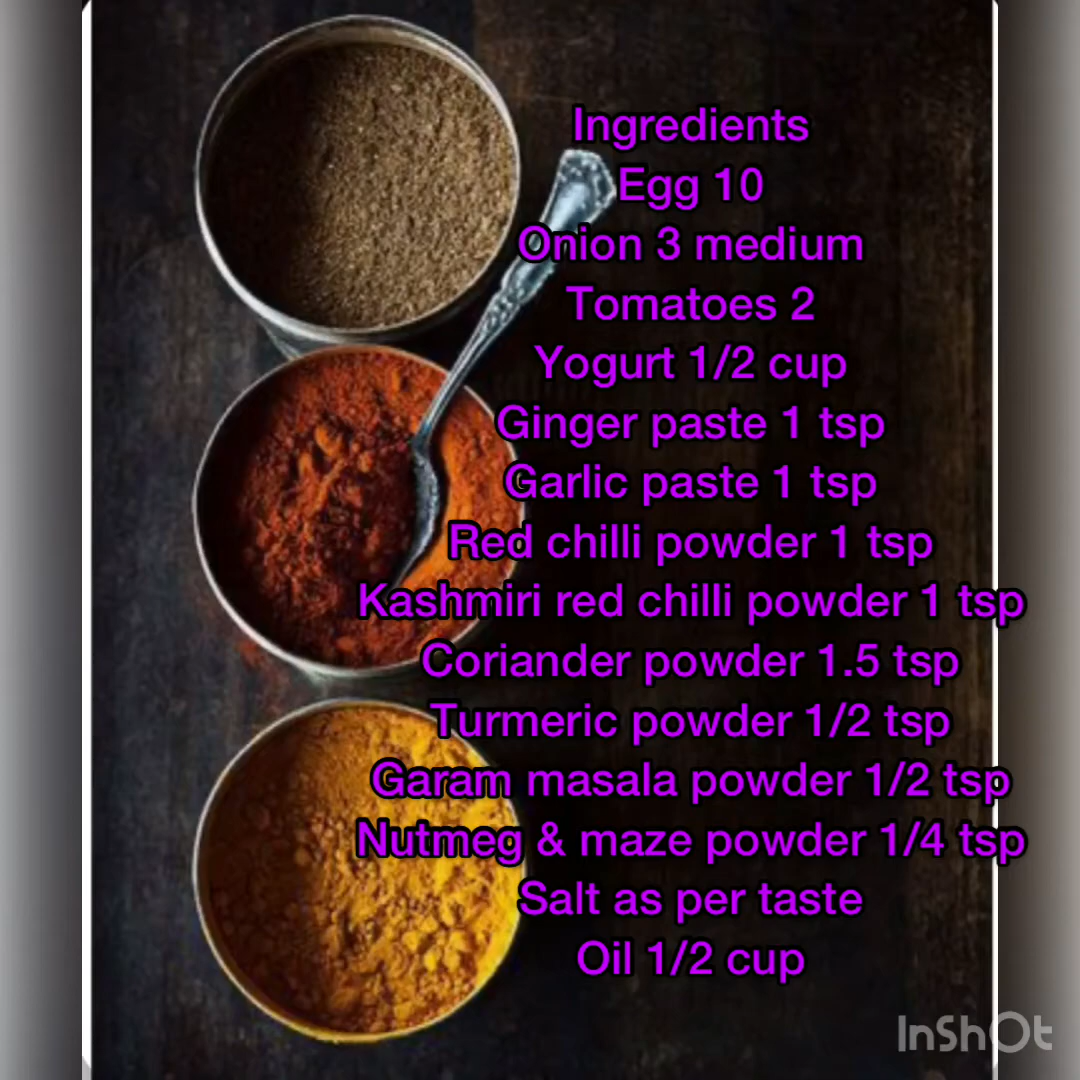 Ingredients
Egg 10
Onion 3 medium
Tomatoes 2
Yogurt 1/2 cup
Ginger paste 1 tsp
Garlic paste 1 tsp
Red chilli powder 1 tsp
Kashmiri red chilli powder 1 tsp
Coriander powder 1.5 tsp
Turmeric powder 1/2 tsp
Garam masala powder 1/2 tsp
Nutmeg & maze powder 1/4 tsp
Salt as per taste
Oil 1/2 cup
InShOt